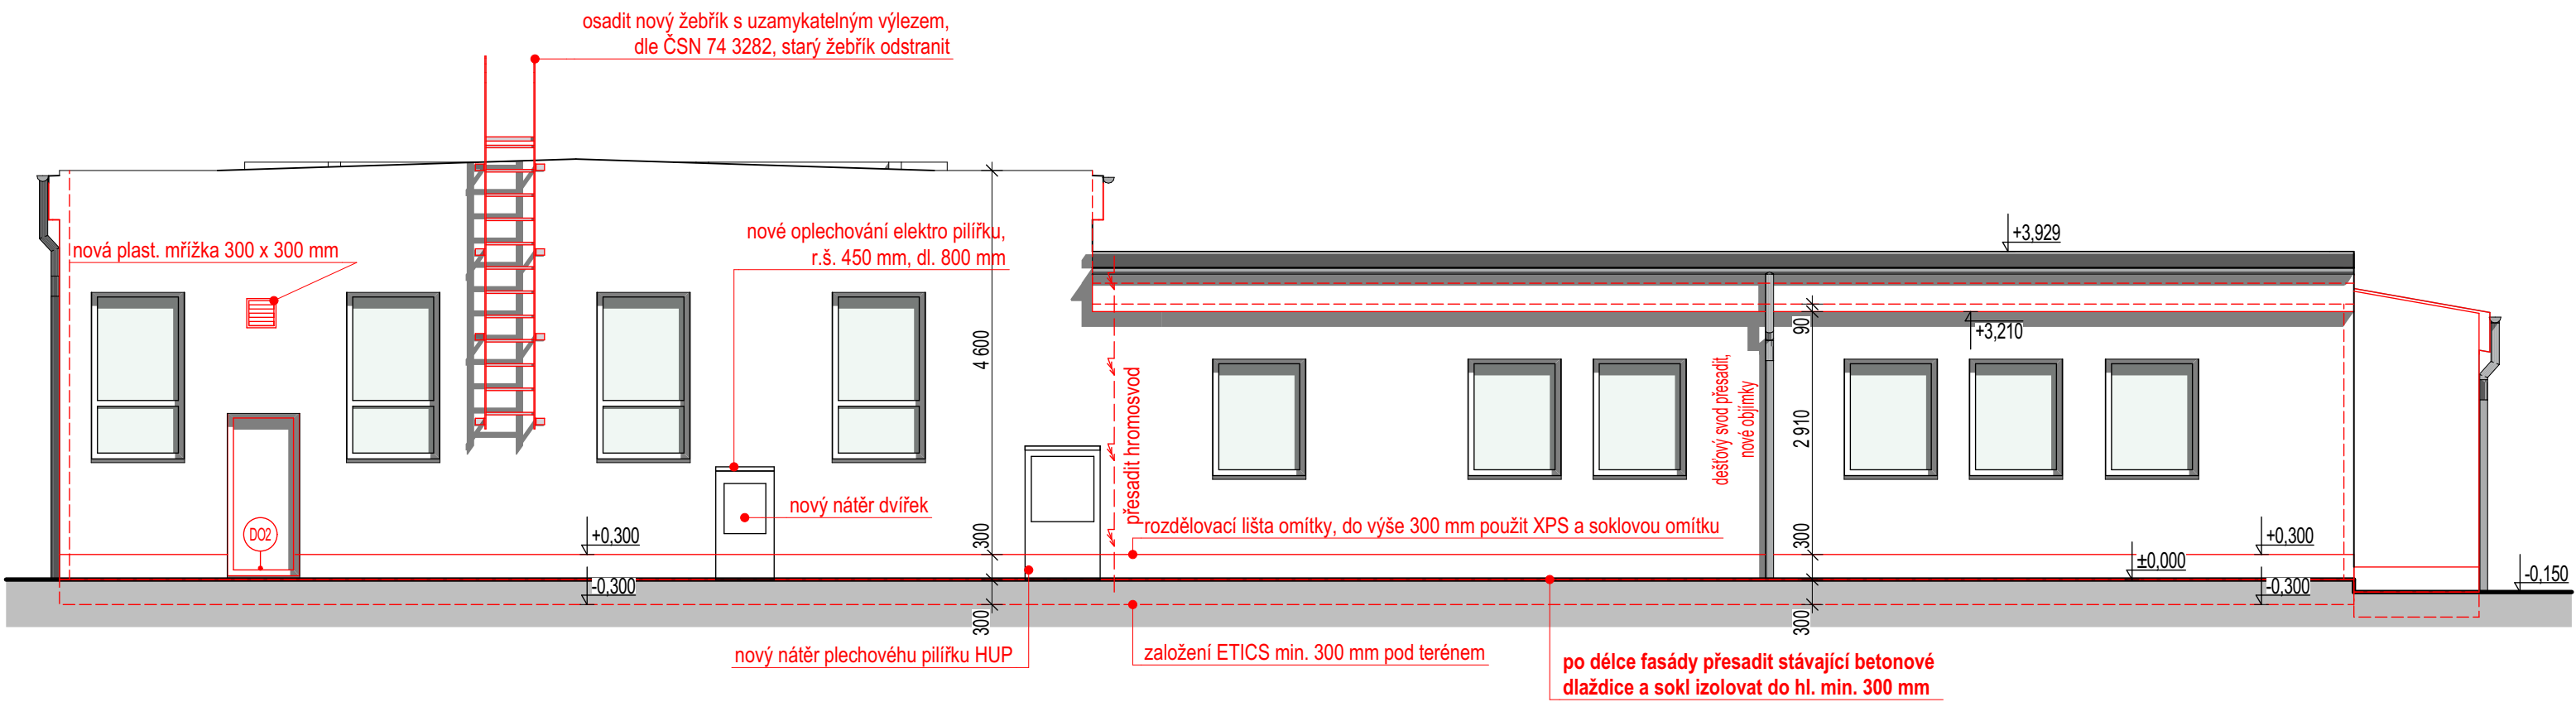 osadit nový žebřík s uzamykatelným výlezem,
dle ČSN 74 3282, starý žebřík odstranit
nová plast. mřížka 300 x 300 mm
nové oplechování elektro pilířku,
r.š. 450 mm, dl. 800 mm
+3,929
+3,210
4 600
90
2 910
přesadit hromosvod
dešťový svod přesadit,
nové objímky
nový nátěr dvířek
DO2
rozdělovací lišta omítky, do výše 300 mm použit XPS a soklovou omítku
+0,300
300
300
+0,300
±0,000
-0,150
-0,300
300
300
-0,300
nový nátěr plechovéhu pilířku HUP
založení ETICS min. 300 mm pod terénem
po délce fasády přesadit stávající betonové
dlaždice a sokl izolovat do hl. min. 300 mm